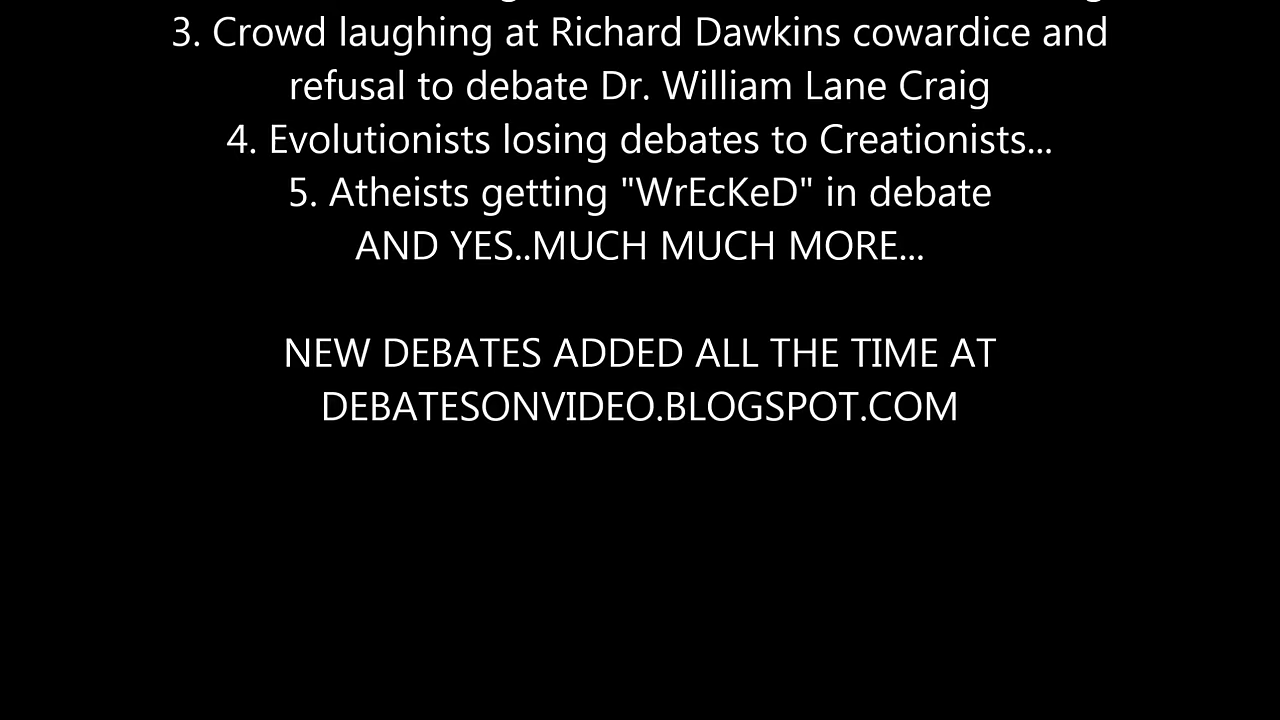 3. Crowd laughing at Richard Dawkins cowardice and
refusal to debate Dr. William Lane Craig
4. Evolutionists losing debates to Creationists...
5. Atheists getting "WrEcKeD" in debate
AND YES..MUCH MUCH MORE...
NEW DEBATES ADDED ALL THE TIME AT
DEBATESONVIDEO.BLOGSPOT.COM